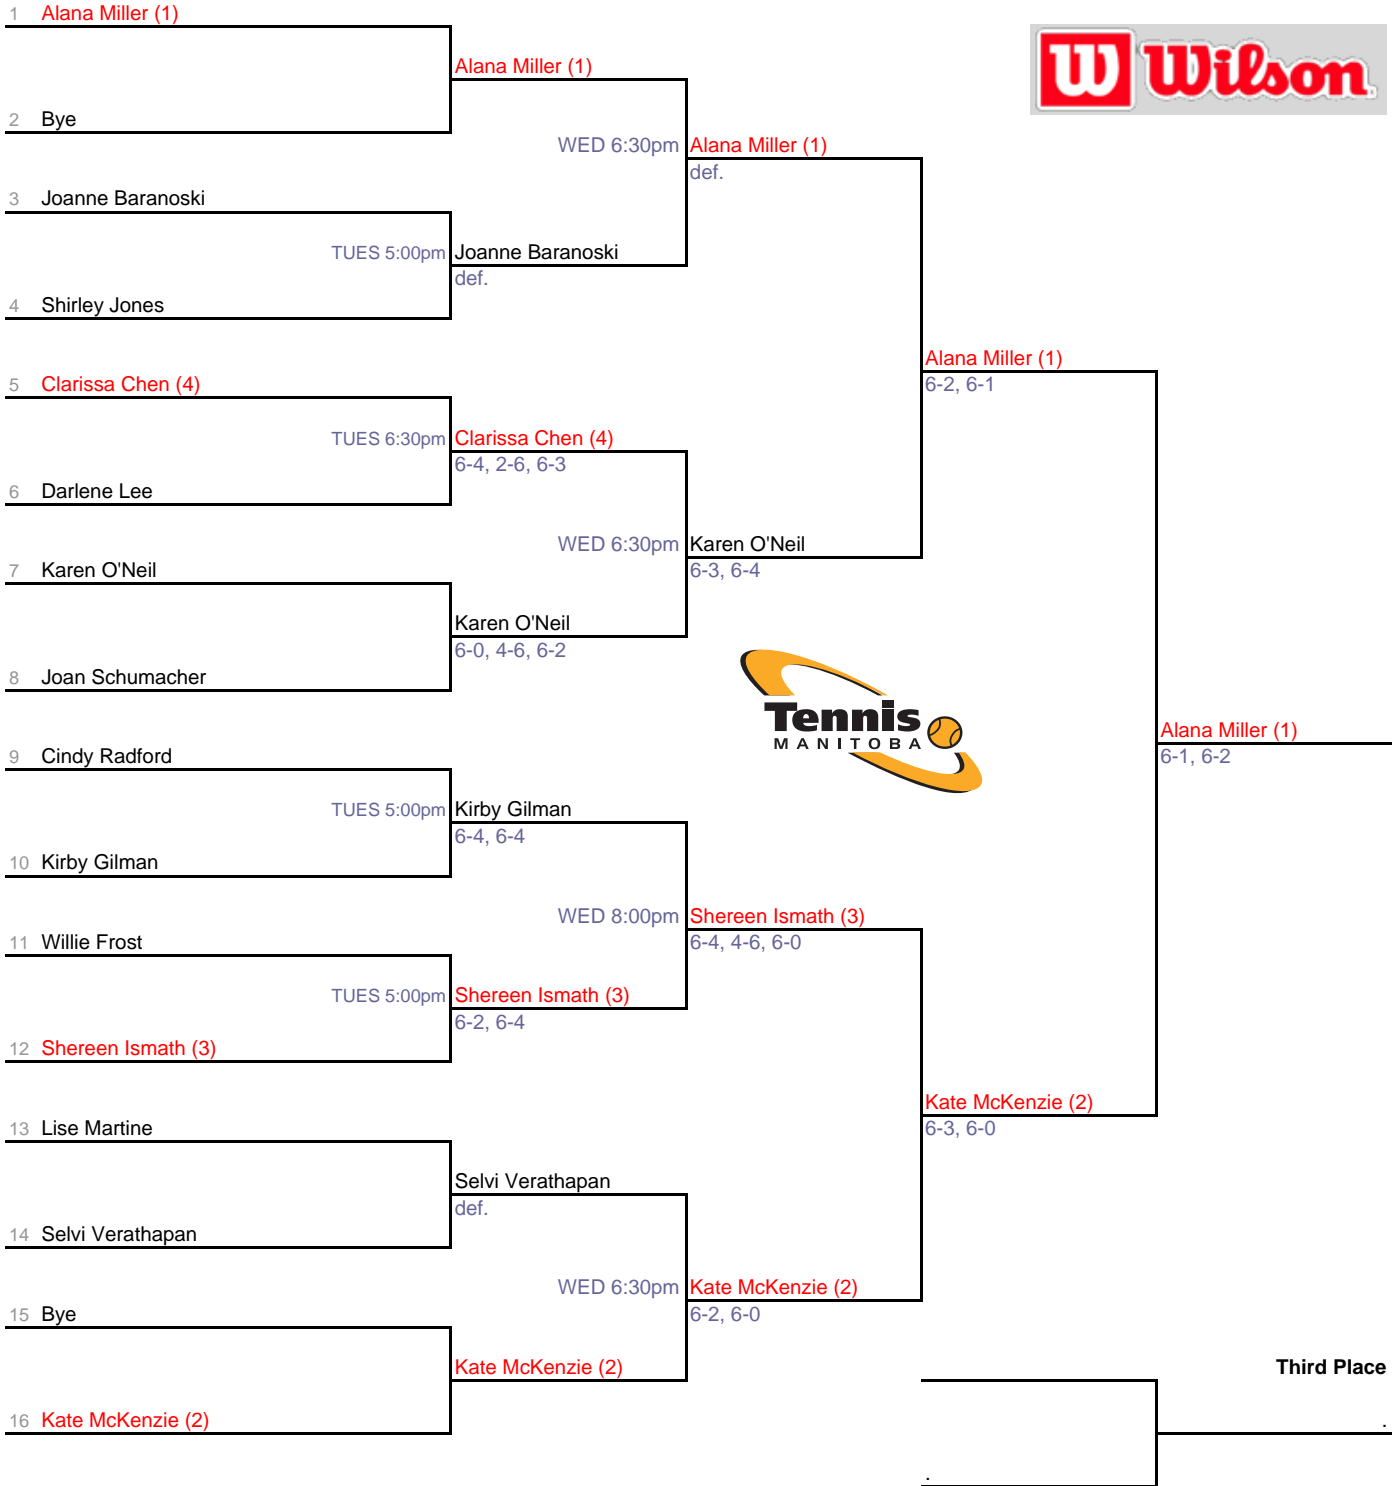 1 Alana Miller (1)
W Wilson.
Alana Miller (1)
2 Bye
WED 6:30pm Alana Miller (1)
def.
3 Joanne Baranoski
TUES 5:00pm Joanne Baranoski
def.
4 Shirley Jones
Alana Miller (1)
6-2, 6-1
5 Clarissa Chen (4)
TUES 6:30pm Clarissa Chen (4)
6-4, 2-6, 6-3
6 Darlene Lee
WED 6:30pm Karen O'Neil
6-3, 6-4
7 Karen O'Neil
Karen O'Neil
6-0, 4-6, 6-2
8 Joan Schumacher
Tennis
MANITOBA
Alana Miller (1)
6-1, 6-2
9 Cindy Radford
TUES 5:00pm Kirby Gilman
6-4, 6-4
10 Kirby Gilman
WED 8:00pm Shereen Ismath (3)
6-4, 4-6, 6-0
11 Willie Frost
TUES 5:00pm Shereen Ismath (3)
6-2, 6-4
12 Shereen Ismath (3)
Kate McKenzie (2)
6-3, 6-0
13 Lise Martine
Selvi Verathapan
def.
14 Selvi Verathapan
WED 6:30pm Kate McKenzie (2)
6-2, 6-0
15 Bye
Kate McKenzie (2)
Third Place
16 Kate McKenzie (2)
.
.